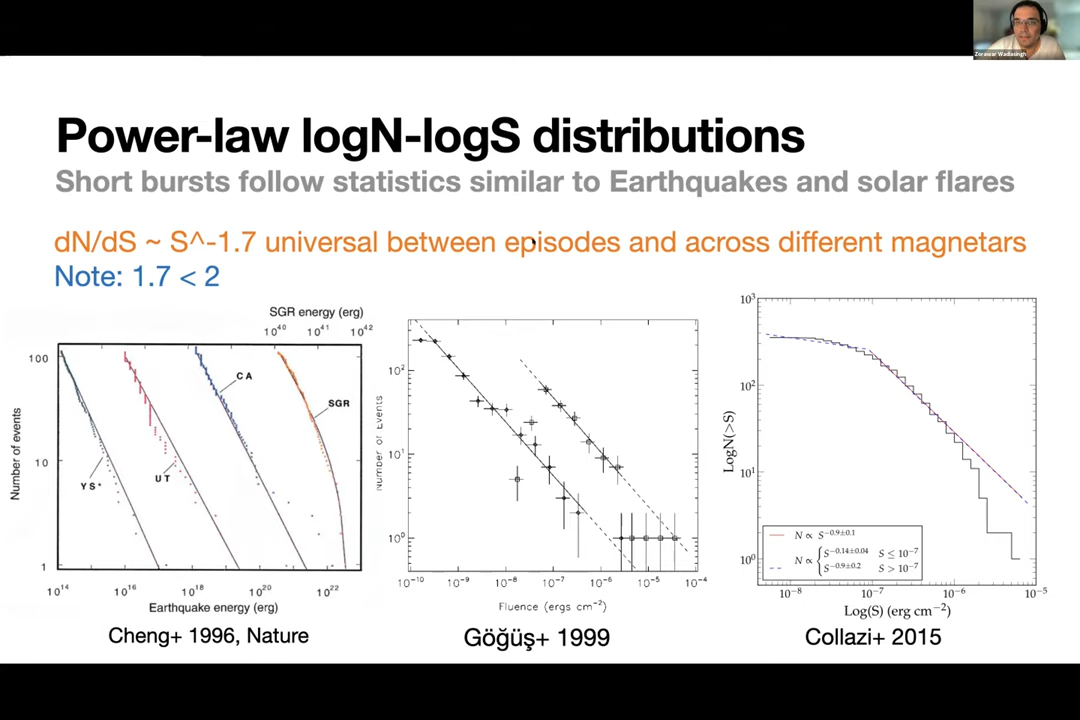 Zorawar Wadiasingh
Power-law logN-logS distributions
Short bursts follow statistics similar to Earthquakes and solar flares
dN/dS ~ S^-1.7 universal between episodes and across different magnetars
Note: 1.7 < 2
SGR energy (erg)
10^40 10^41 10^42
Number of events
100
10
1
YS*
UT
CA
SGR
10^14 10^16 10^18 10^20 10^22
Earthquake energy (erg)
Cheng+ 1996, Nature
Number of Events
10^2
10^1
10^0
10^-10 10^-9 10^-8 10^-7 10^-6 10^-5 10^-4
Fluence (ergs cm^-2)
Göğüş+ 1999
LogN(>S)
10^3
10^2
10^1
10^0
N ∝ S^-0.9±0.1
N ∝ { S^-0.14±0.04 S ≤ 10^-7
S^-0.9±0.2 S > 10^-7
10^-8 10^-7 10^-6 10^-5
Log(S) (erg cm^-2)
Collazi+ 2015